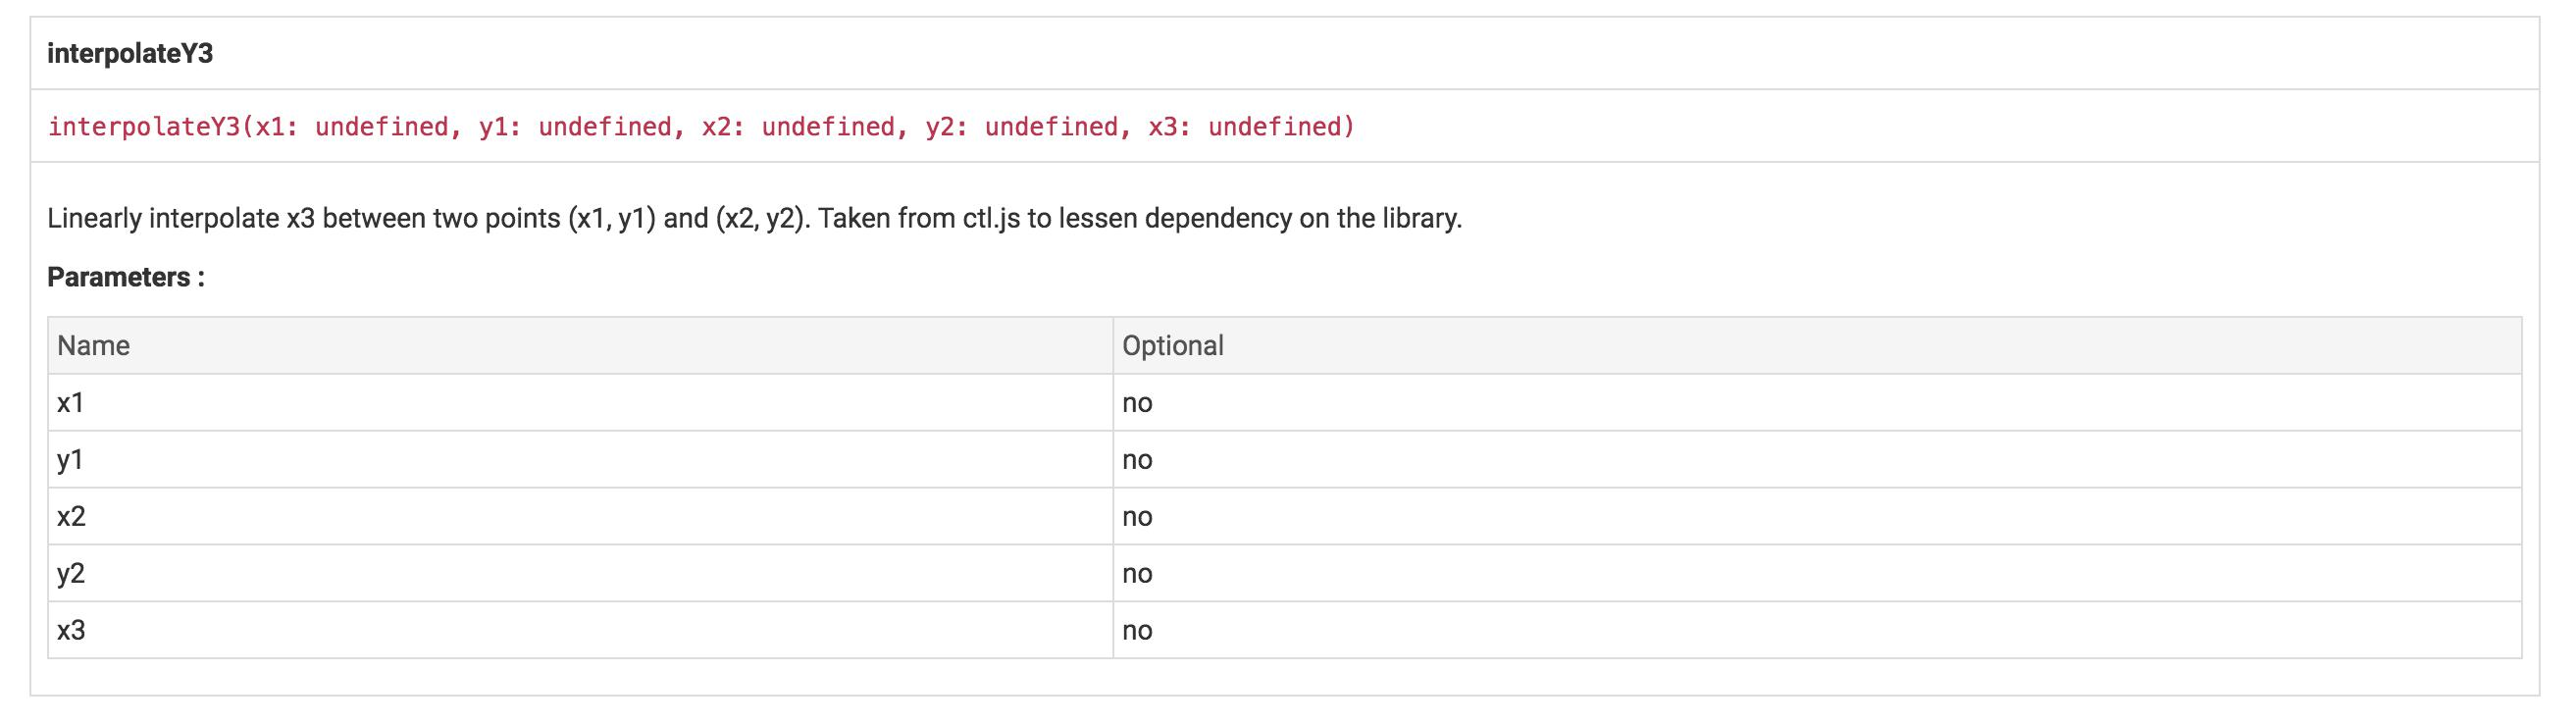 interpolateY3
interpolateY3(x1: undefined, y1: undefined, x2: undefined, y2: undefined, x3: undefined)
Linearly interpolate x3 between two points (x1, y1) and (x2, y2). Taken from ctl.js to lessen dependency on the library.
Parameters :
Name Optional
x1 no
y1 no
x2 no
y2 no
x3 no